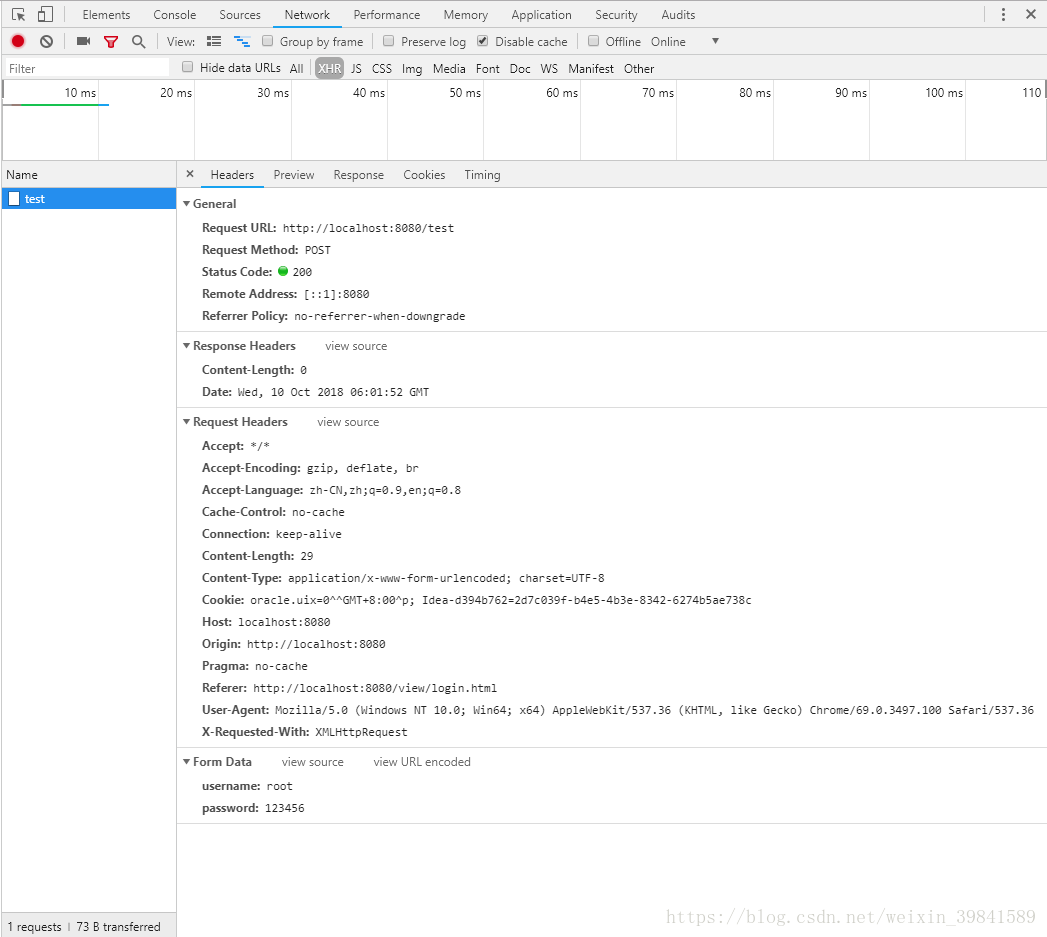 Elements Console Sources Network Performance Memory Application Security Audits
View: Group by frame Preserve log Disable cache Offline Online
Filter Hide data URLs All XHR JS CSS Img Media Font Doc WS Manifest Other
10 ms 20 ms 30 ms 40 ms 50 ms 60 ms 70 ms 80 ms 90 ms 100 ms 110
Name
test
Headers Preview Response Cookies Timing
General
Request URL: http://localhost:8080/test
Request Method: POST
Status Code: 200
Remote Address: [::1]:8080
Referrer Policy: no-referrer-when-downgrade
Response Headers view source
Content-Length: 0
Date: Wed, 10 Oct 2018 06:01:52 GMT
Request Headers view source
Accept: */*
Accept-Encoding: gzip, deflate, br
Accept-Language: zh-CN,zh;q=0.9,en;q=0.8
Cache-Control: no-cache
Connection: keep-alive
Content-Length: 29
Content-Type: application/x-www-form-urlencoded; charset=UTF-8
Cookie: oracle.uix=0^^GMT+8:00^p; Idea-d394b762=2d7c039f-b4e5-4b3e-8342-6274b5ae738c
Host: localhost:8080
Origin: http://localhost:8080
Pragma: no-cache
Referer: http://localhost:8080/view/login.html
User-Agent: Mozilla/5.0 (Windows NT 10.0; Win64; x64) AppleWebKit/537.36 (KHTML, like Gecko) Chrome/69.0.3497.100 Safari/537.36
X-Requested-With: XMLHttpRequest
Form Data view source view URL encoded
username: root
password: 123456
1 requests | 73 B transferred
https://blog.csdn.net/weixin_39841589